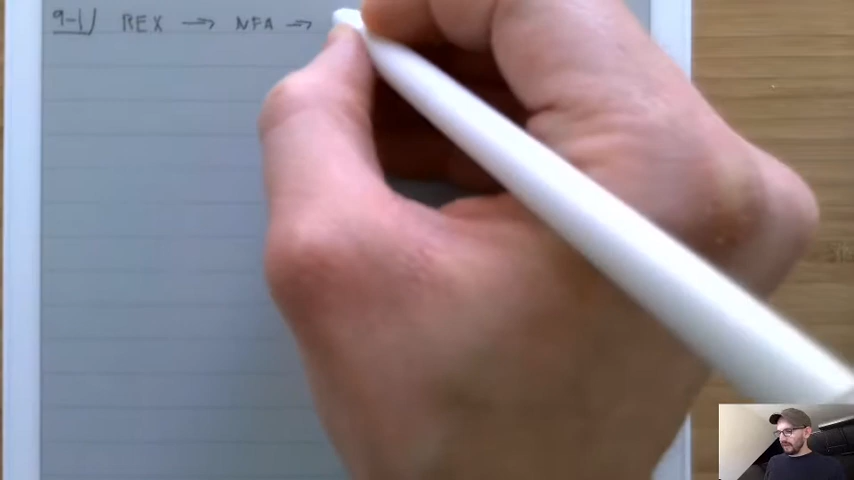 9-1/ REX → NFA →